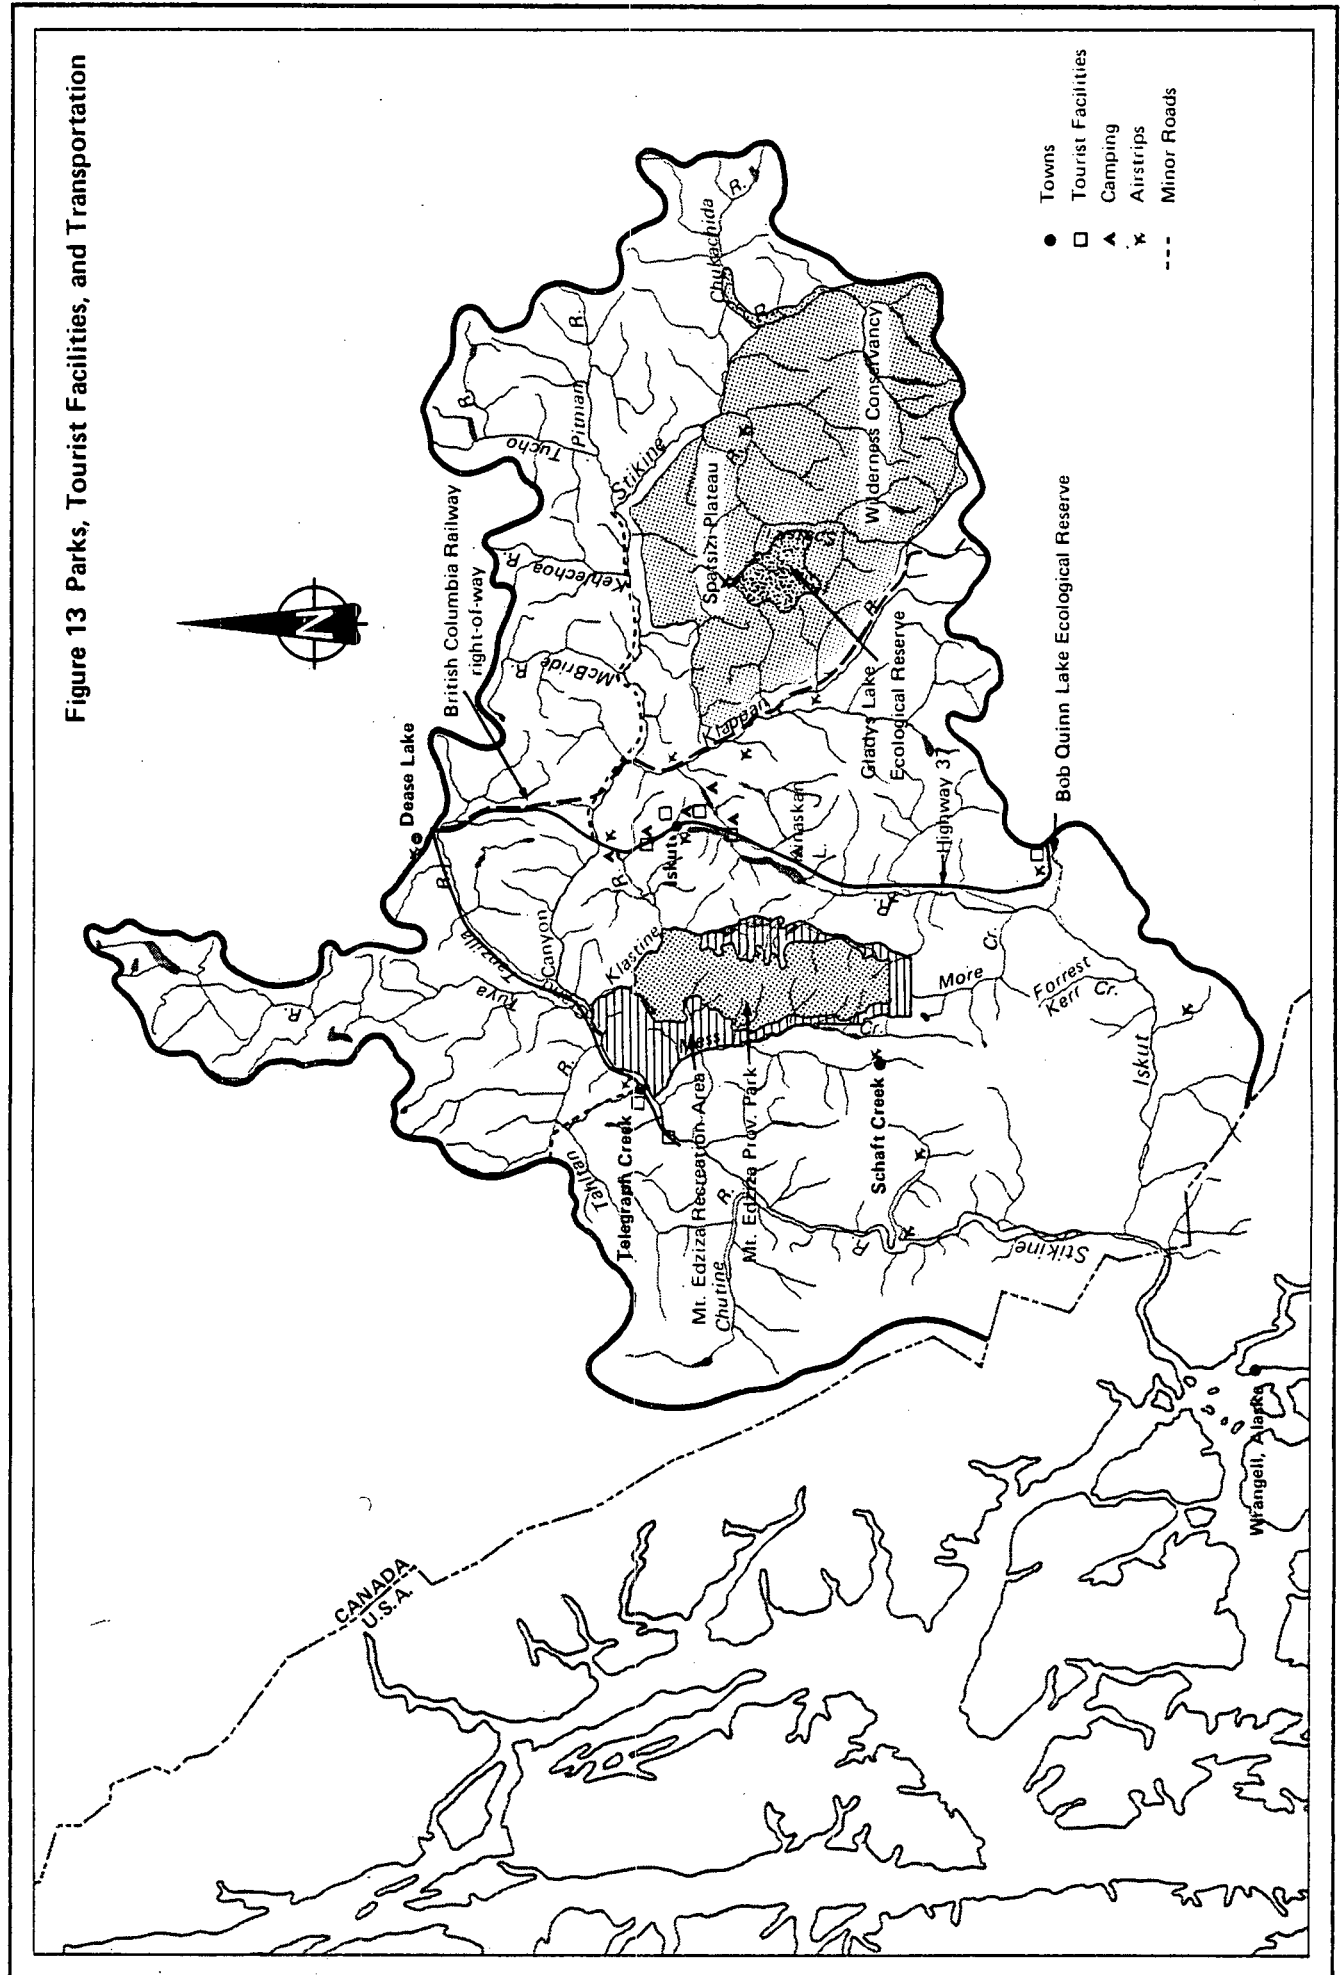 Figure 13 Parks, Tourist Facilities, and Transportation
N
Dease Lake
British Columbia Railway
right-of-way
Tucho
R.
Pitman
R.
Kehlechoa
R.
McBride
R.
Stikine
Chukachida
R.
R.
Spatsizi Plateau
R.
Wilderness Conservancy
Klappan
R.
Gladys Lake
Ecological Reserve
Tanzilla
R.
Tuya
R.
Canyon
Klastine
R.
Iskut
Kinaskan
L.
Highway 37
Bob Quinn Lake Ecological Reserve
R.
Tahltan
R.
Telegraph Creek
Mess
Cr.
Mt. Edziza Recreation Area
Mt. Edziza Prov. Park
Chutine
R.
Schaft Creek
More
Cr.
Forrest
Kerr Cr.
Iskut
R.
Stikine
R.
CANADA
U.S.A.
Wrangell, Alaska
Towns
Tourist Facilities
Camping
Airstrips
Minor Roads